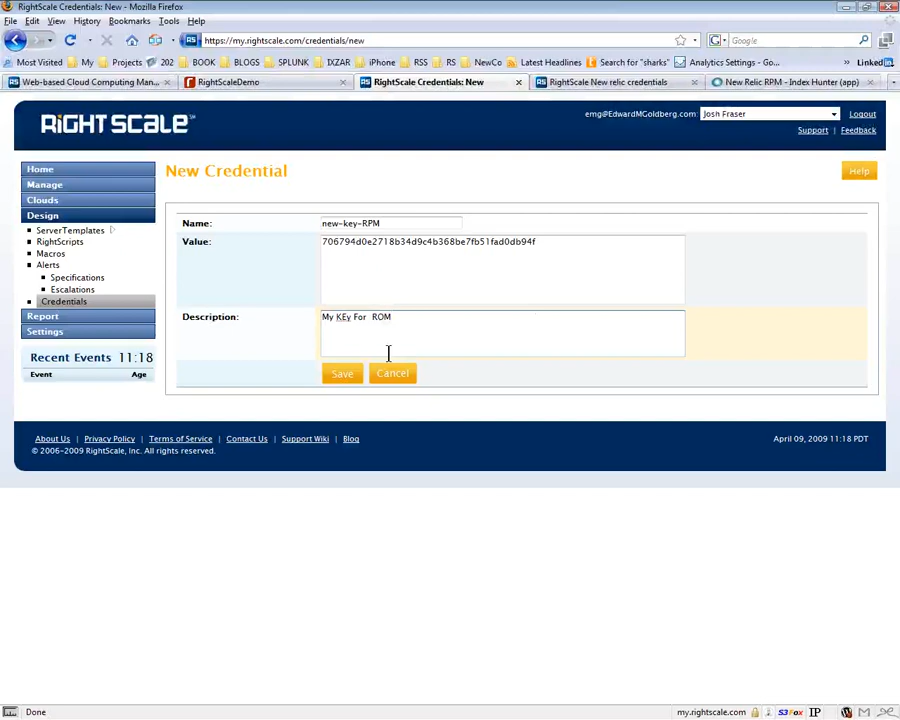 RightScale Credentials: New - Mozilla Firefox
File Edit View History Bookmarks Tools Help
https://my.rightscale.com/credentials/new
Google
Most Visited My Projects 202 BOOK BLOGS SPLUNK IXZAR iPhone RSS RS NewCo Latest Headlines Search for "sharks" Analytics Settings - Go... » Linked in
Web-based Cloud Computing Man... RightScaleDemo RightScale Credentials: New RightScale New relic credentials New Relic RPM - Index Hunter (app)
RIGHTSCALE
emg@EdwardMGoldberg.com: Josh Fraser Logout
Support | Feedback
Home
Manage
Clouds
Design
ServerTemplates
RightScripts
Macros
Alerts
Specifications
Escalations
Credentials
Report
Settings
Recent Events 11:18
Event Age
New Credential
Help
Name: new-key-RPM
Value: 706794d0e2718b34d9c4b368be7fb51fad0db94f
Description: My KEy For  ROM
Save Cancel
About Us | Privacy Policy | Terms of Service | Contact Us | Support Wiki | Blog
April 09, 2009 11:18 PDT
© 2006-2009 RightScale, Inc. All rights reserved.
Done
my.rightscale.com S3Fox IP